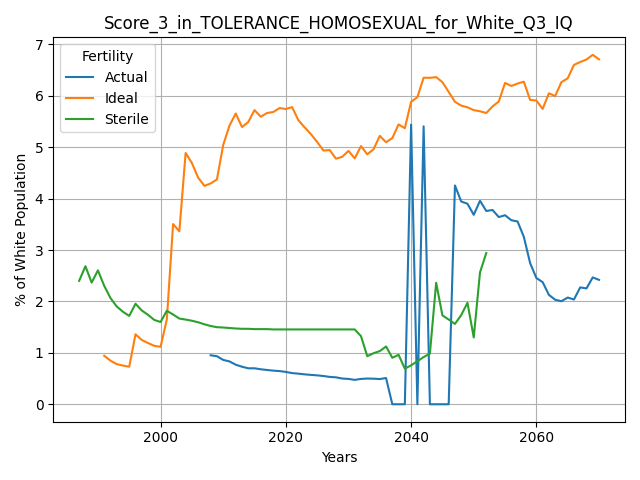 Score_3_in_TOLERANCE_HOMOSEXUAL_for_White_Q3_IQ
Fertility
Actual
Ideal
Sterile
% of White Population
7
6
5
4
3
2
1
0
2000
2020
2040
2060
Years